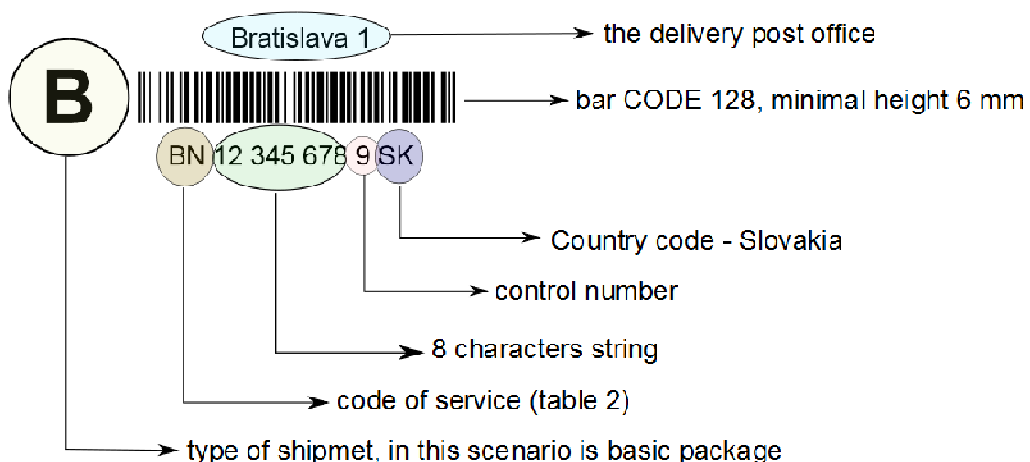 Bratislava 1
the delivery post office
B
bar CODE 128, minimal height 6 mm
BN 12 345 678 9 SK
Country code - Slovakia
control number
8 characters string
code of service (table 2)
type of shipmet, in this scenario is basic package